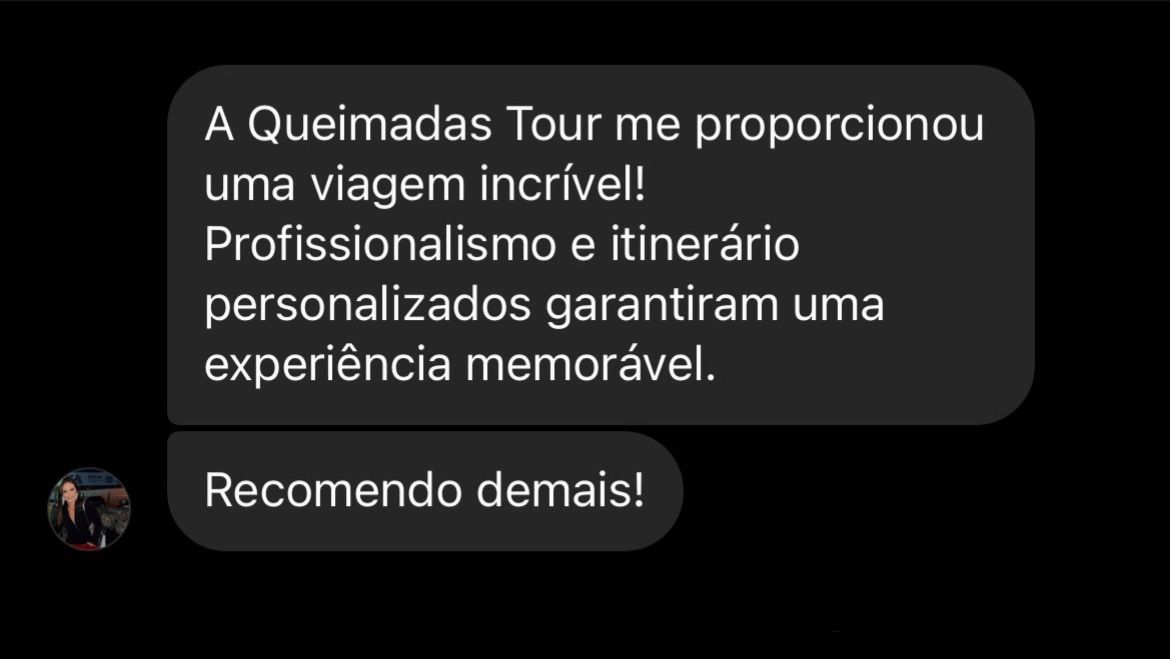 A Queimadas Tour me proporcionou
uma viagem incrível!
Profissionalismo e itinerário
personalizados garantiram uma
experiência memorável.
Recomendo demais!